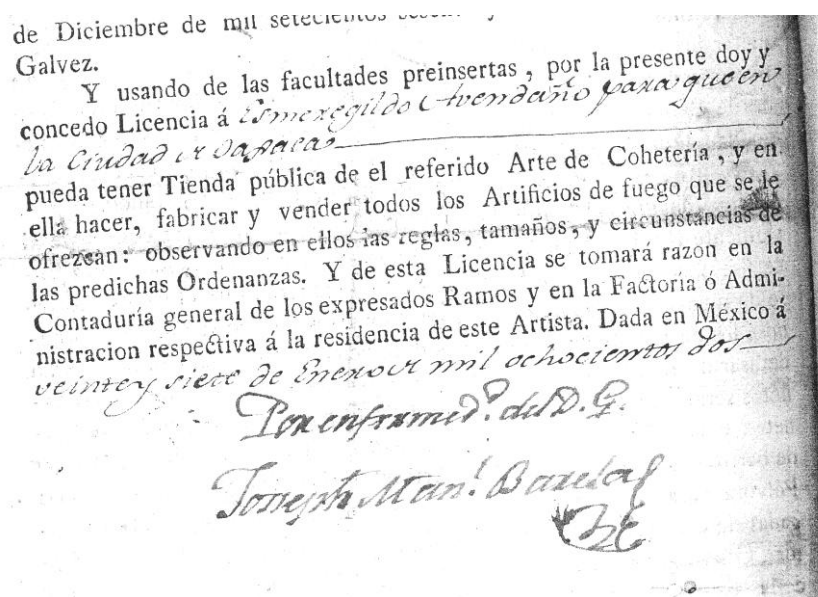 de Diciembre de mil setecientos sesent y
Galvez.
Y usando de las facultades preinsertas, por la presente doy y
concedo Licencia á Esmeregildo Avendaño para que en
la Ciudad de Oaxaca
pueda tener Tienda pública de el referido Arte de Cohetería, y en
ella hacer, fabricar y vender todos los Artificios de fuego que se le
ofrezcan: observando en ellos las reglas, tamaños, y circunstancias de
las predichas Ordenanzas. Y de esta Licencia se tomará razon en la
Contaduría general de los expresados Ramos y en la Factoría ó Admi-
nistracion respectiva á la residencia de este Artista. Dada en México á
veinte y siete de Enero de mil ochocientos dos
Por enfrmed.ᵈ del D. G.
Joseph Man.ˡ